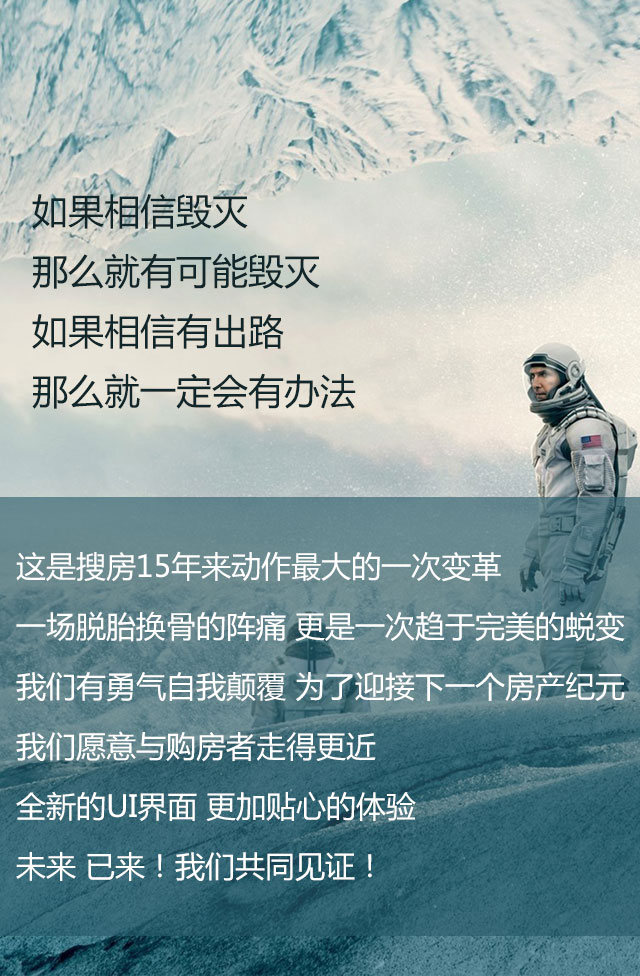 如果相信毁灭
那么就有可能毁灭
如果相信有出路
那么就一定会有办法
这是搜房15年来动作最大的一次变革
一场脱胎换骨的阵痛 更是一次趋于完美的蜕变
我们有勇气自我颠覆 为了迎接下一个房产纪元
我们愿意与购房者走得更近
全新的UI界面 更加贴心的体验
未来 已来！我们共同见证！